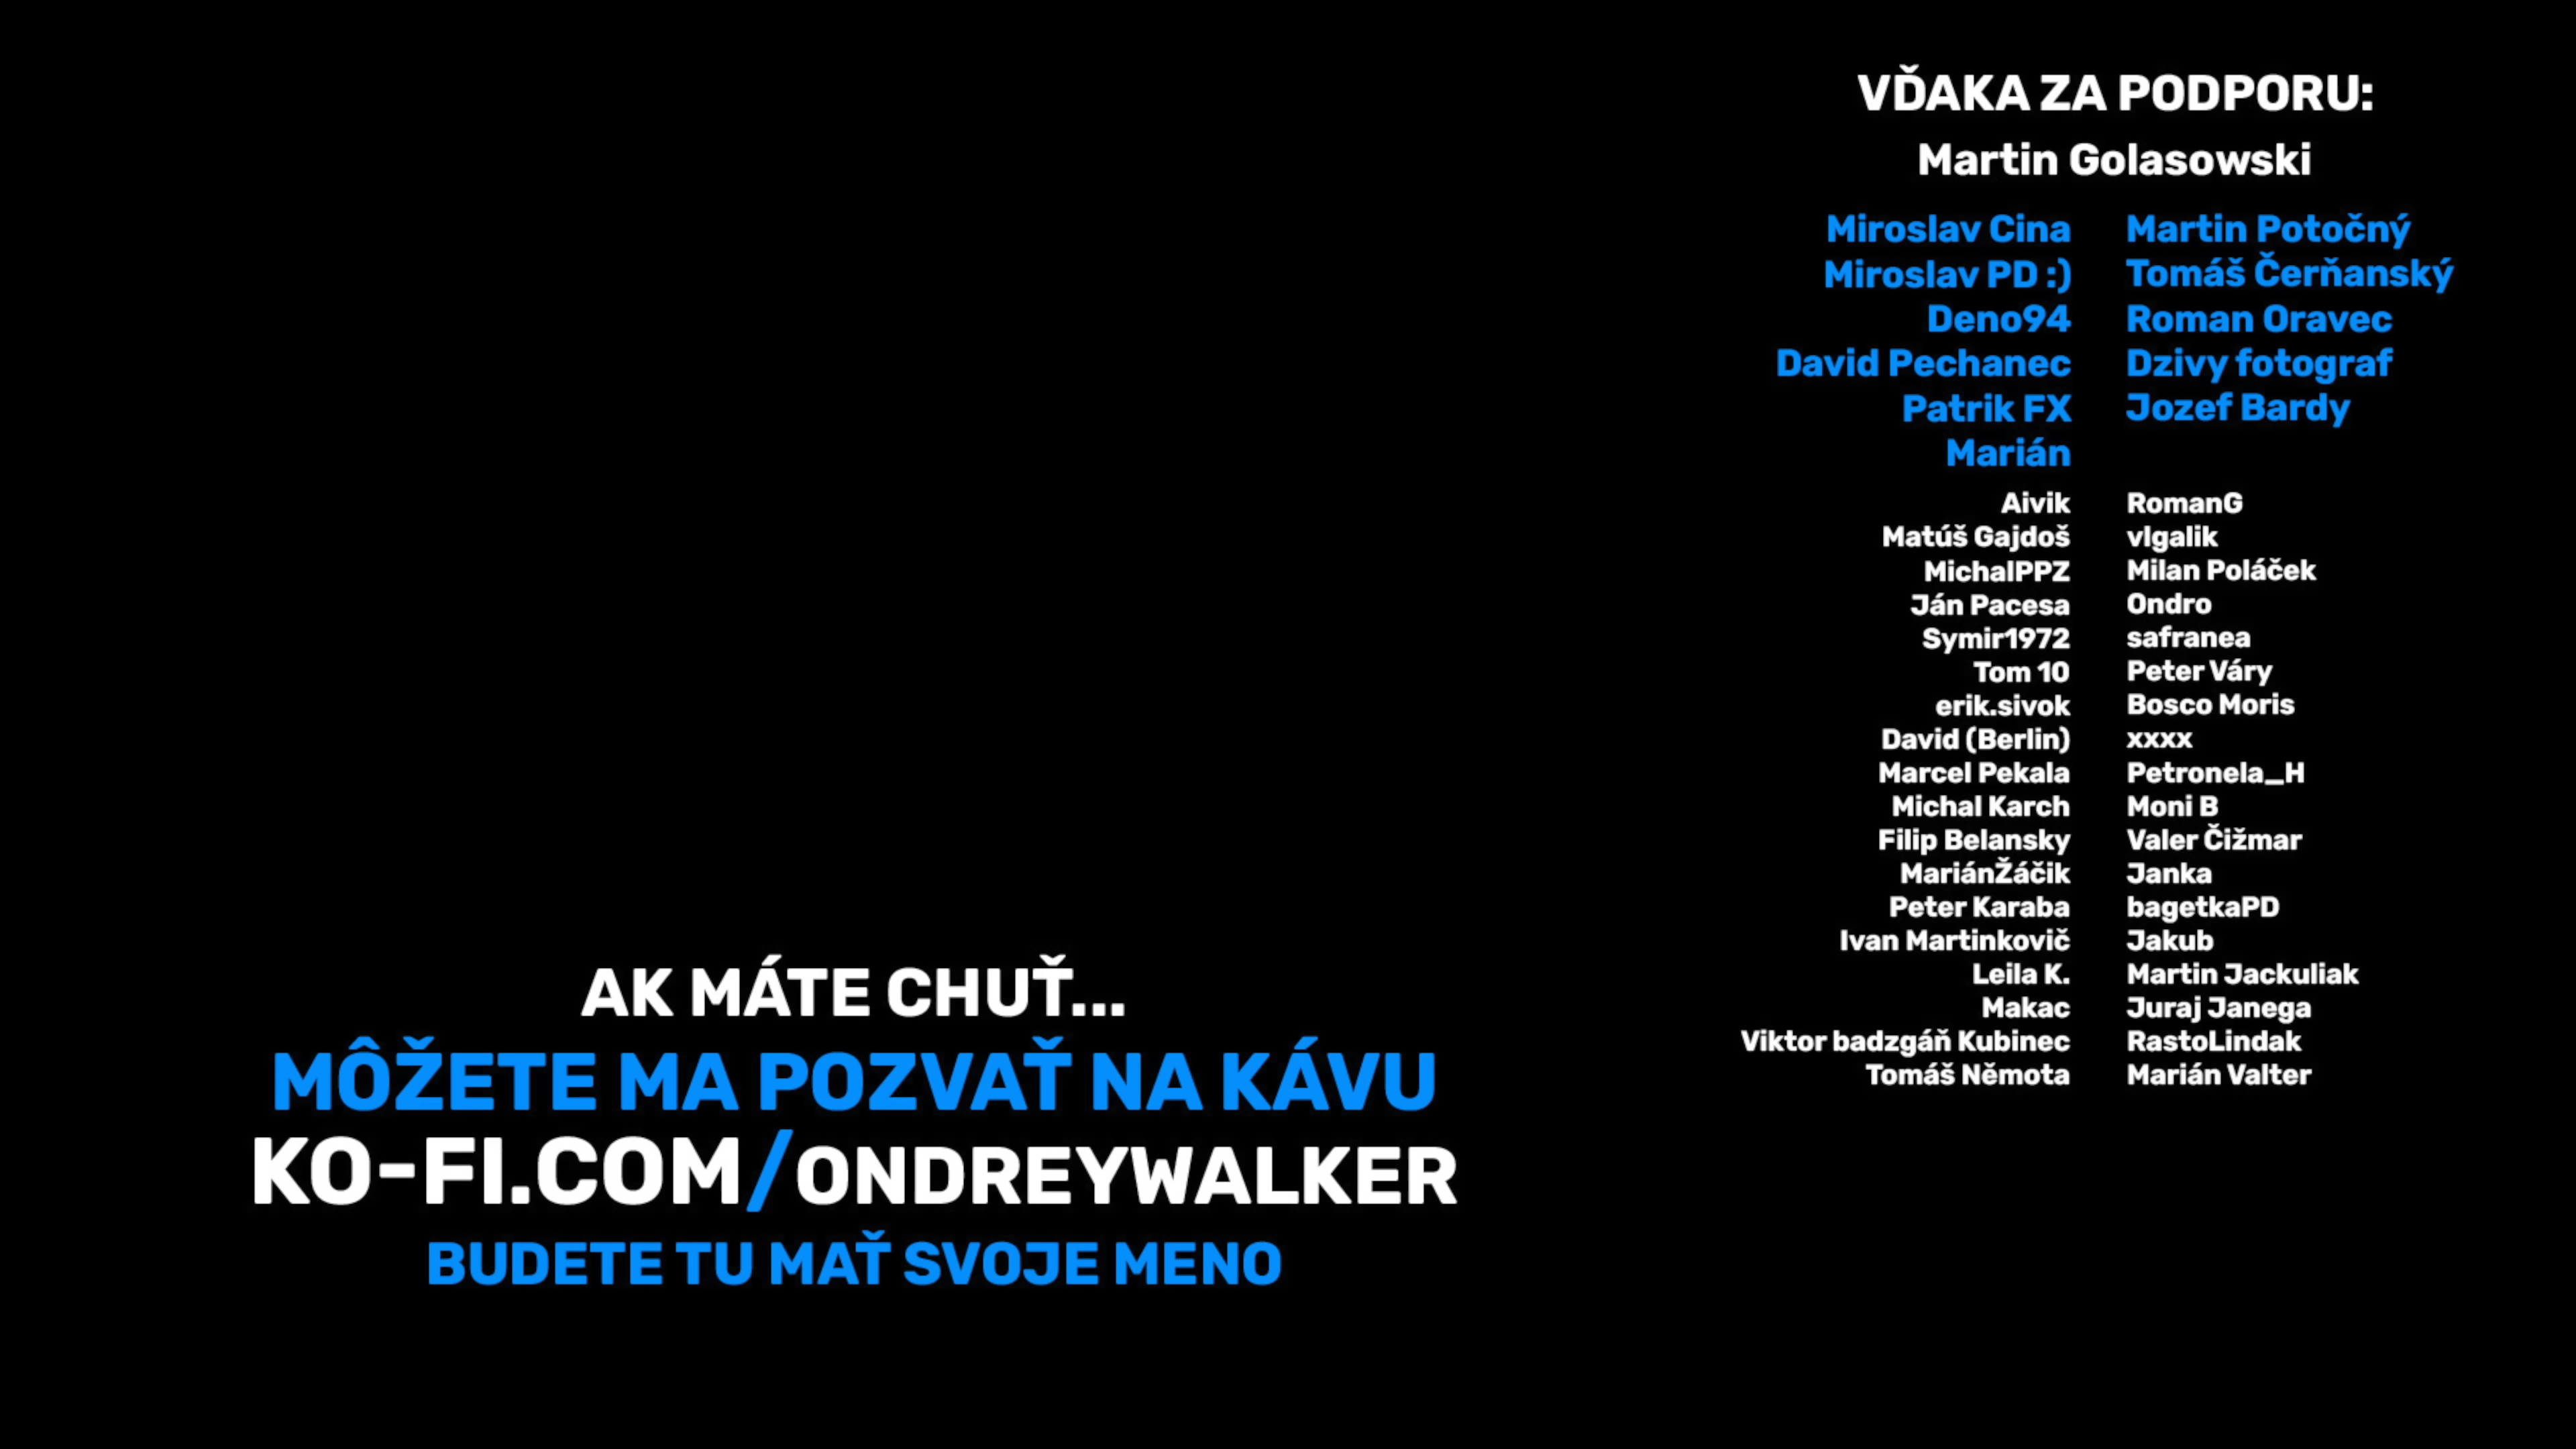 VĎAKA ZA PODPORU:
Martin Golasowski
Miroslav Cina
Miroslav PD :)
Deno94
David Pechanec
Patrik FX
Marián
Martin Potočný
Tomáš Čerňanský
Roman Oravec
Dzivy fotograf
Jozef Bardy
Aivik
Matúš Gajdoš
MichalPPZ
Ján Pacesa
Symir1972
Tom 10
erik.sivok
David (Berlin)
Marcel Pekala
Michal Karch
Filip Belansky
MariánŽáčik
Peter Karaba
Ivan Martinkovič
Leila K.
Makac
Viktor badzgáň Kubinec
Tomáš Němota
RomanG
vlgalik
Milan Poláček
Ondro
safranea
Peter Váry
Bosco Moris
xxxx
Petronela_H
Moni B
Valer Čižmar
Janka
bagetkaPD
Jakub
Martin Jackuliak
Juraj Janega
RastoLindak
Marián Valter
AK MÁTE CHUŤ...
MÔŽETE MA POZVAŤ NA KÁVU
KO-FI.COM/ONDREYWALKER
BUDETE TU MAŤ SVOJE MENO